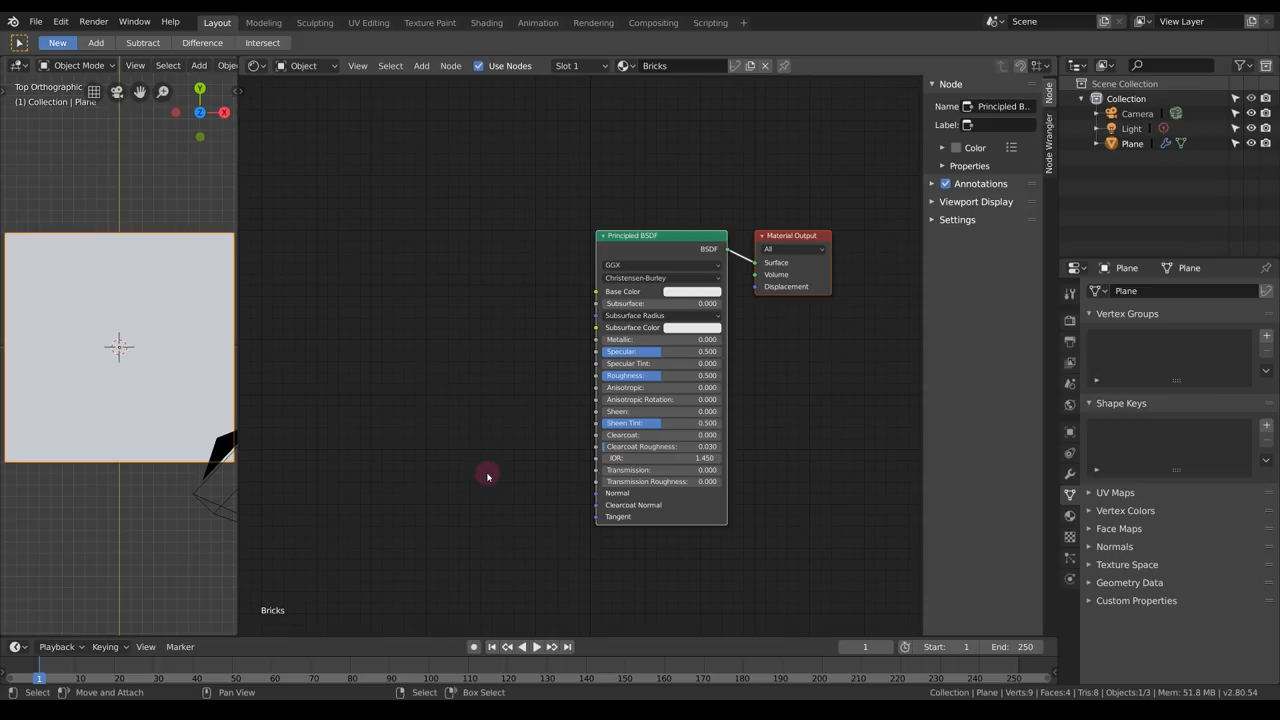 File Edit Render Window Help Layout Modeling Sculpting UV Editing Texture Paint Shading Animation Rendering Compositing Scripting + Scene View Layer
New Add Subtract Difference Intersect
Object Mode View Select Add Obje Object View Select Add Node Use Nodes Slot 1 Bricks
Top Orthographic
(1) Collection | Plane
Y
Z
X
Principled BSDF
BSDF
GGX
Christensen-Burley
Base Color
Subsurface: 0.000
Subsurface Radius
Subsurface Color
Metallic: 0.000
Specular: 0.500
Specular Tint: 0.000
Roughness: 0.500
Anisotropic: 0.000
Anisotropic Rotation: 0.000
Sheen: 0.000
Sheen Tint: 0.500
Clearcoat: 0.000
Clearcoat Roughness: 0.030
IOR: 1.450
Transmission: 0.000
Transmission Roughness: 0.000
Normal
Clearcoat Normal
Tangent
Material Output
All
Surface
Volume
Displacement
Bricks
Node
Name Principled B..
Label:
Color
Properties
Annotations
Viewport Display
Settings
Node
Node Wrangler
Scene Collection
Collection
Camera
Light
Plane
Plane Plane
Plane
Vertex Groups
Shape Keys
UV Maps
Vertex Colors
Face Maps
Normals
Texture Space
Geometry Data
Custom Properties
Playback Keying View Marker 1 Start: 1 End: 250
1 10 20 30 40 50 60 70 80 90 100 110 120 130 140 150 160 170 180 190 200 210 220 230 240 250
Select Move and Attach Pan View Select Box Select Collection | Plane | Verts:9 | Faces:4 | Tris:8 | Objects:1/3 | Mem: 51.8 MB | v2.80.54